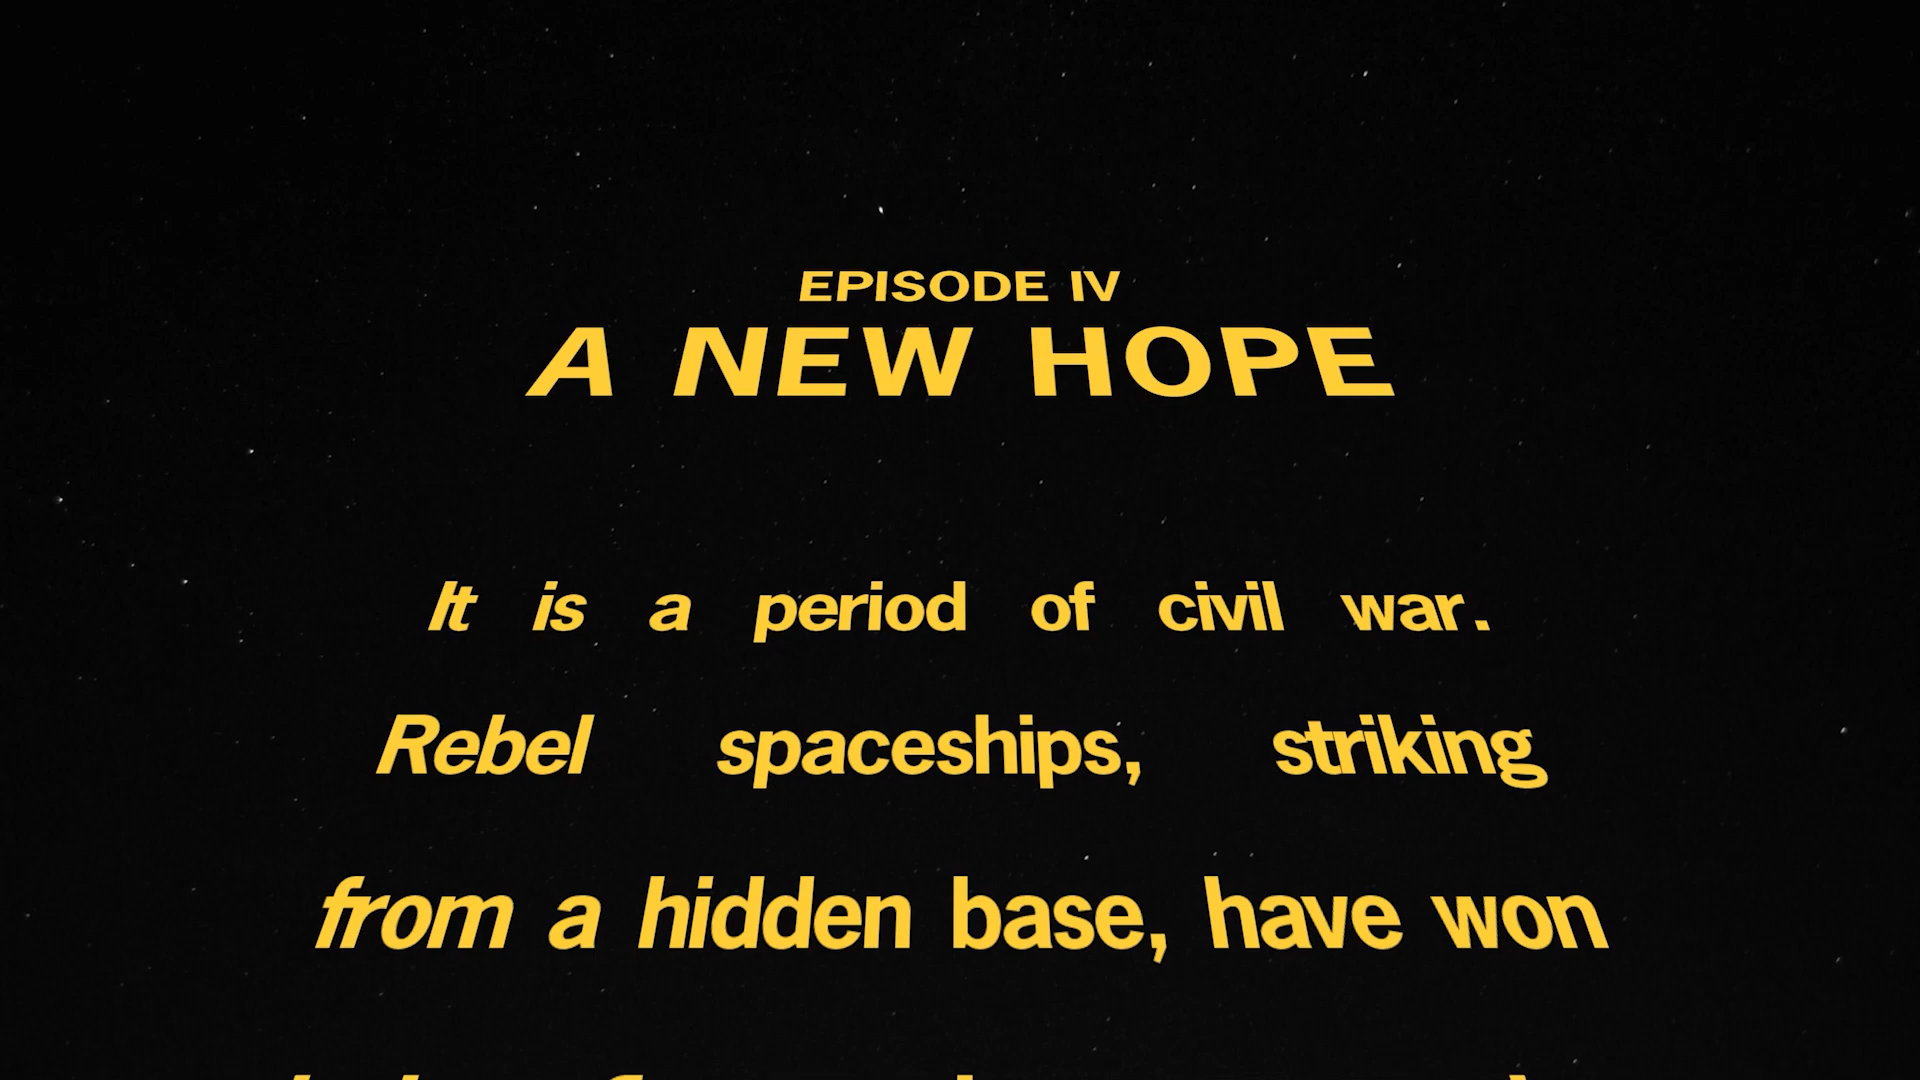 EPISODE IV
A NEW HOPE
It is a period of civil war.
Rebel spaceships, striking
from a hidden base, have won